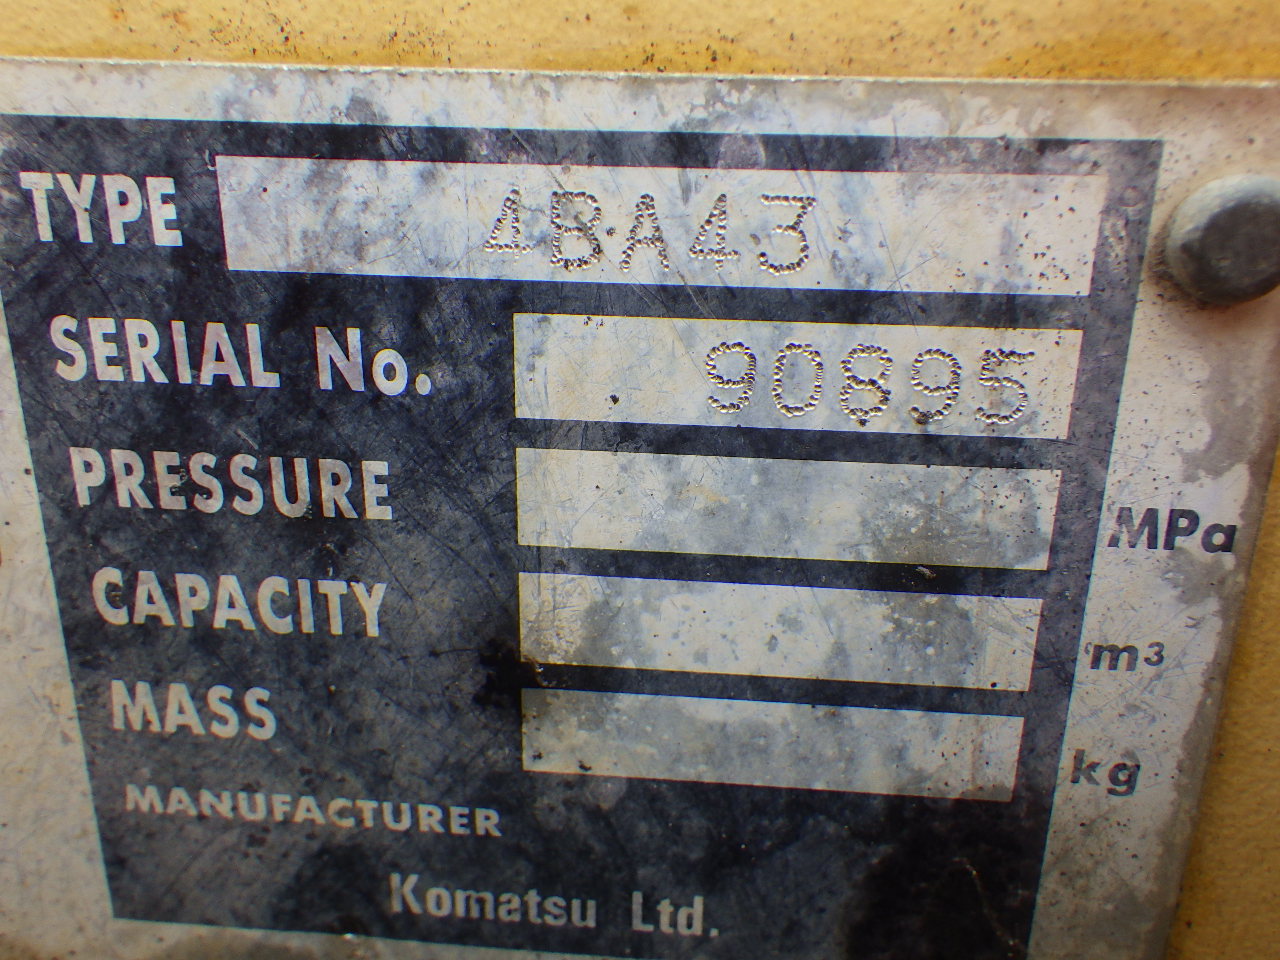 TYPE 4BA43
SERIAL No. 90895
PRESSURE MPa
CAPACITY m³
MASS kg
MANUFACTURER
Komatsu Ltd.